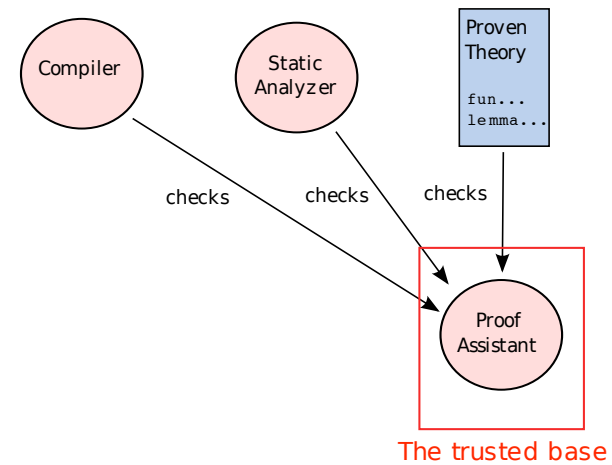 Compiler
Static
Analyzer
Proven
Theory
fun...
lemma...
checks
checks
checks
Proof
Assistant
The trusted base